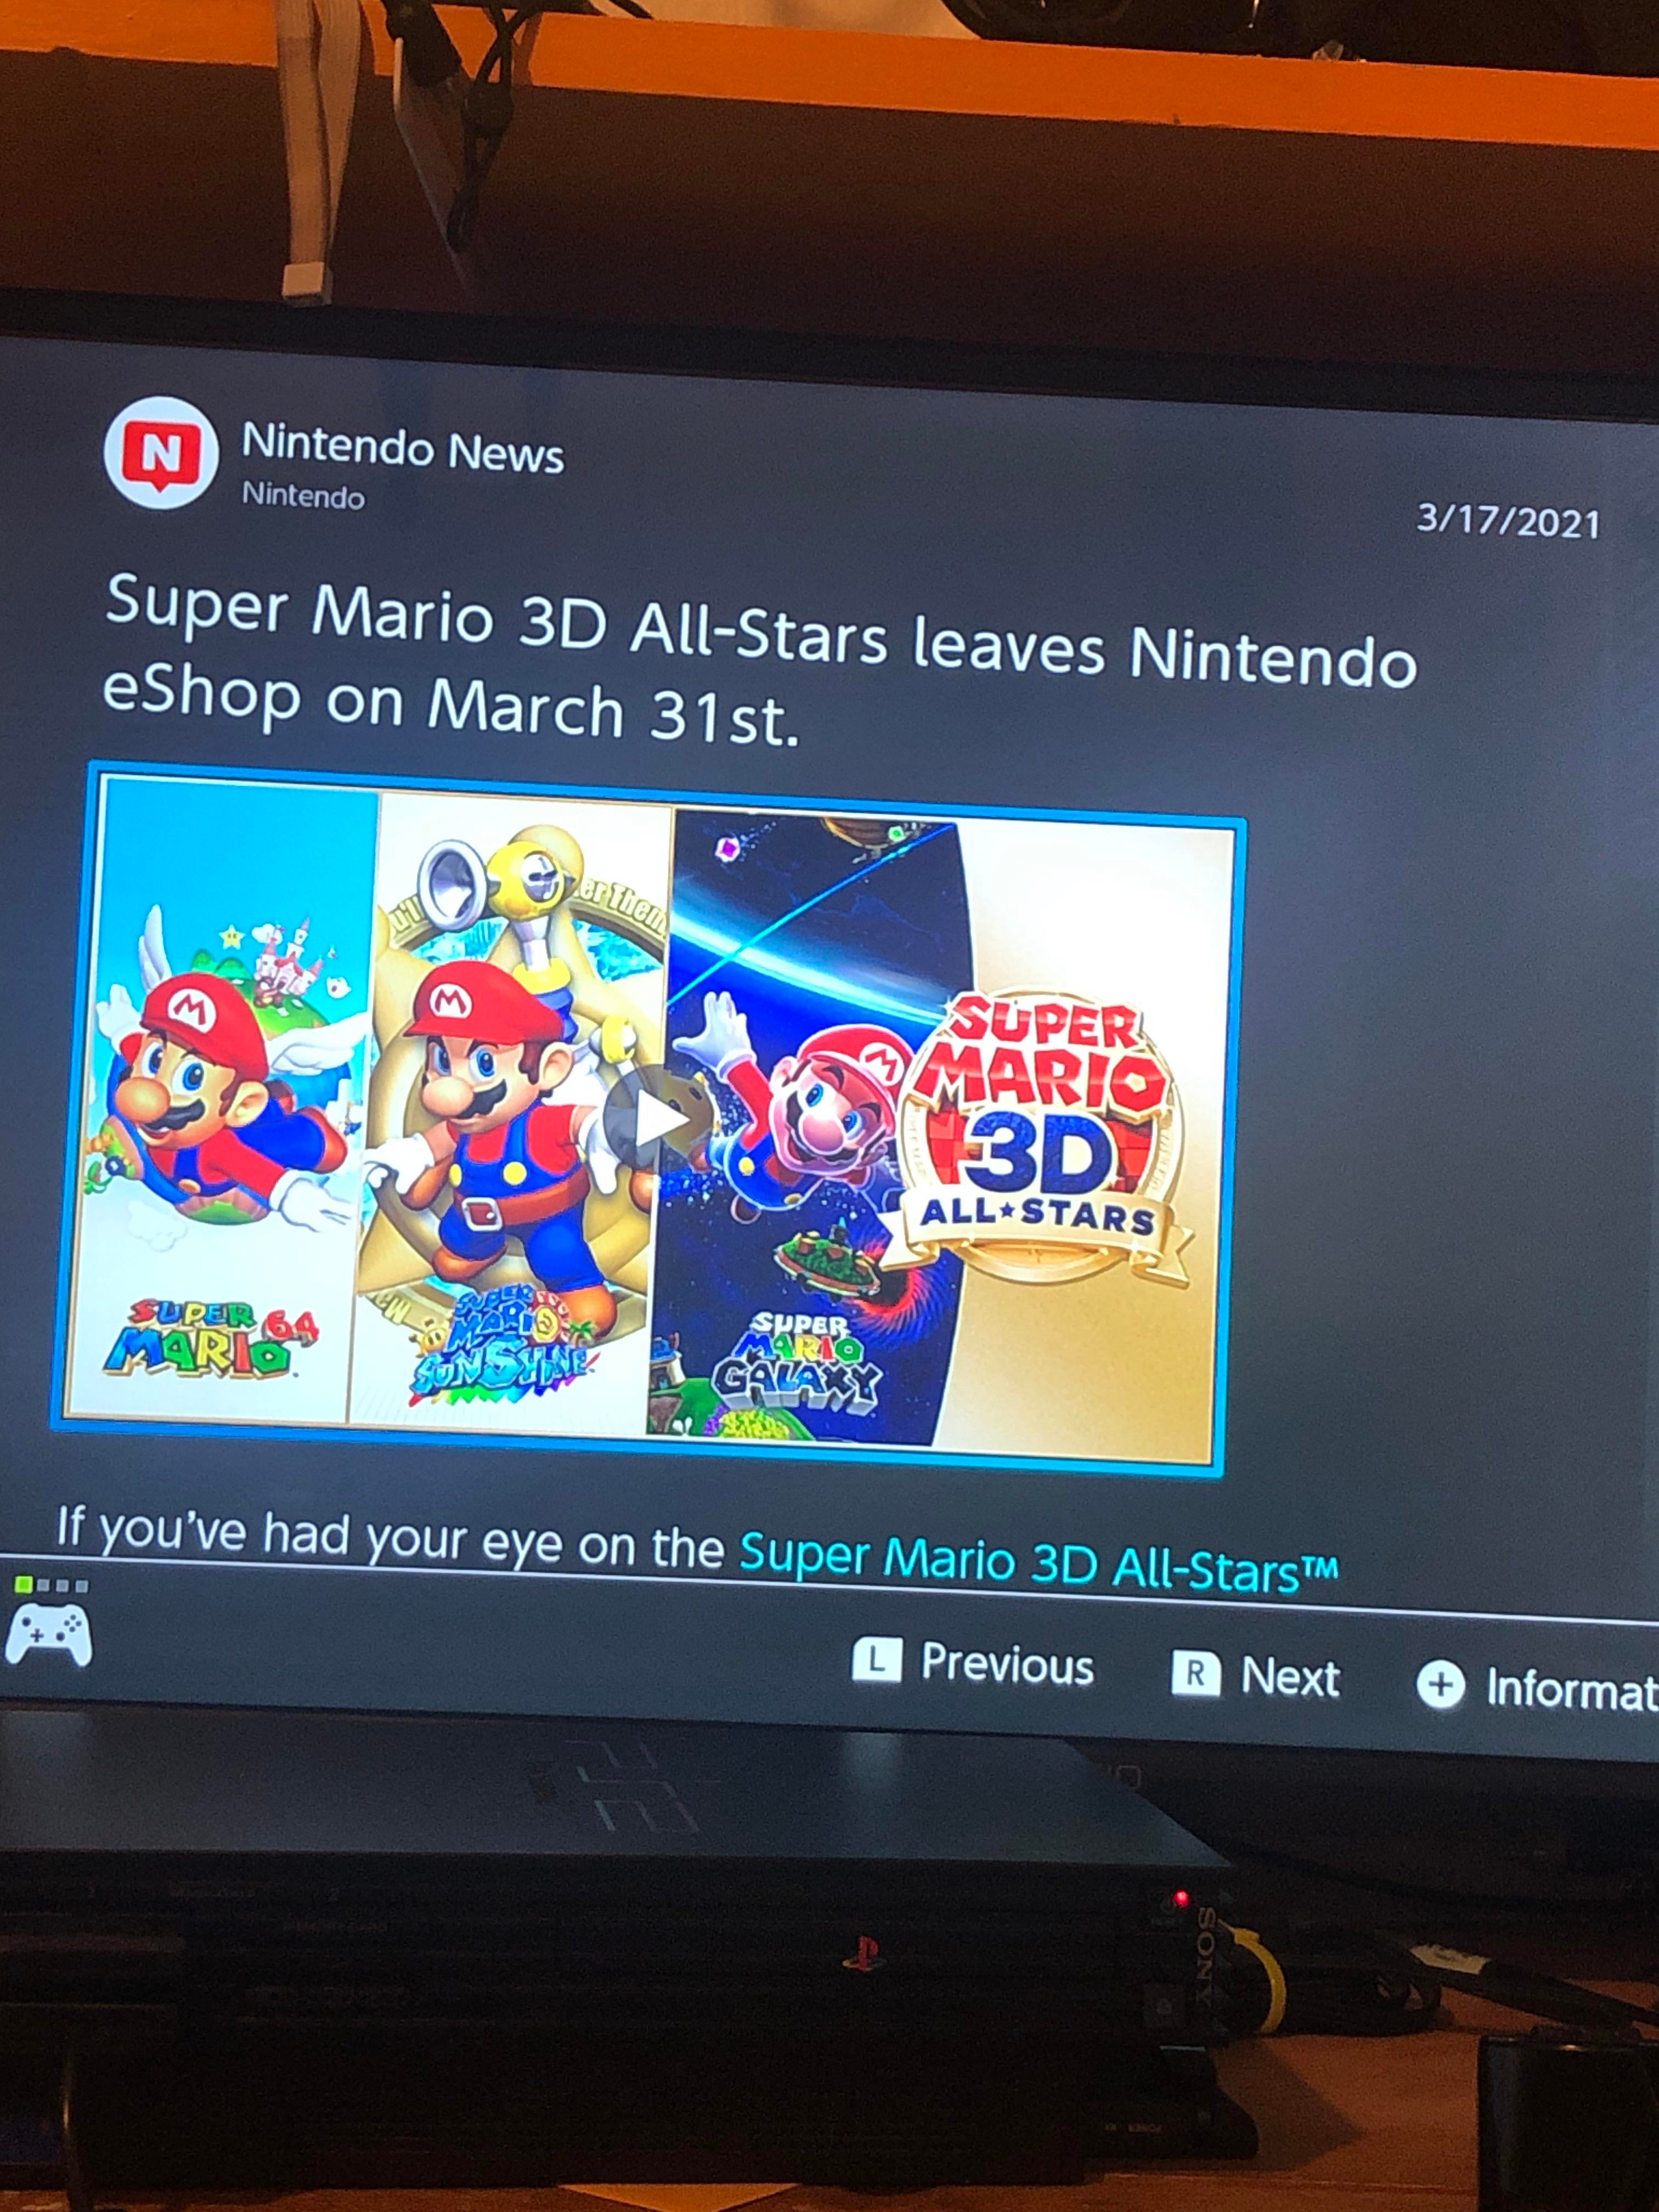 N
Nintendo News
Nintendo
3/17/2021
Super Mario 3D All-Stars leaves Nintendo
eShop on March 31st.
er Them
M
M
M
SUPER
MARIO
3D
ALL★STARS
SUPER
MARIO 64
SUPER
MARIO
SUNSHINE
SUPER
MARIO
GALAXY
If you've had your eye on the Super Mario 3D All-Stars™
L Previous
R Next
+ Informat
SONY